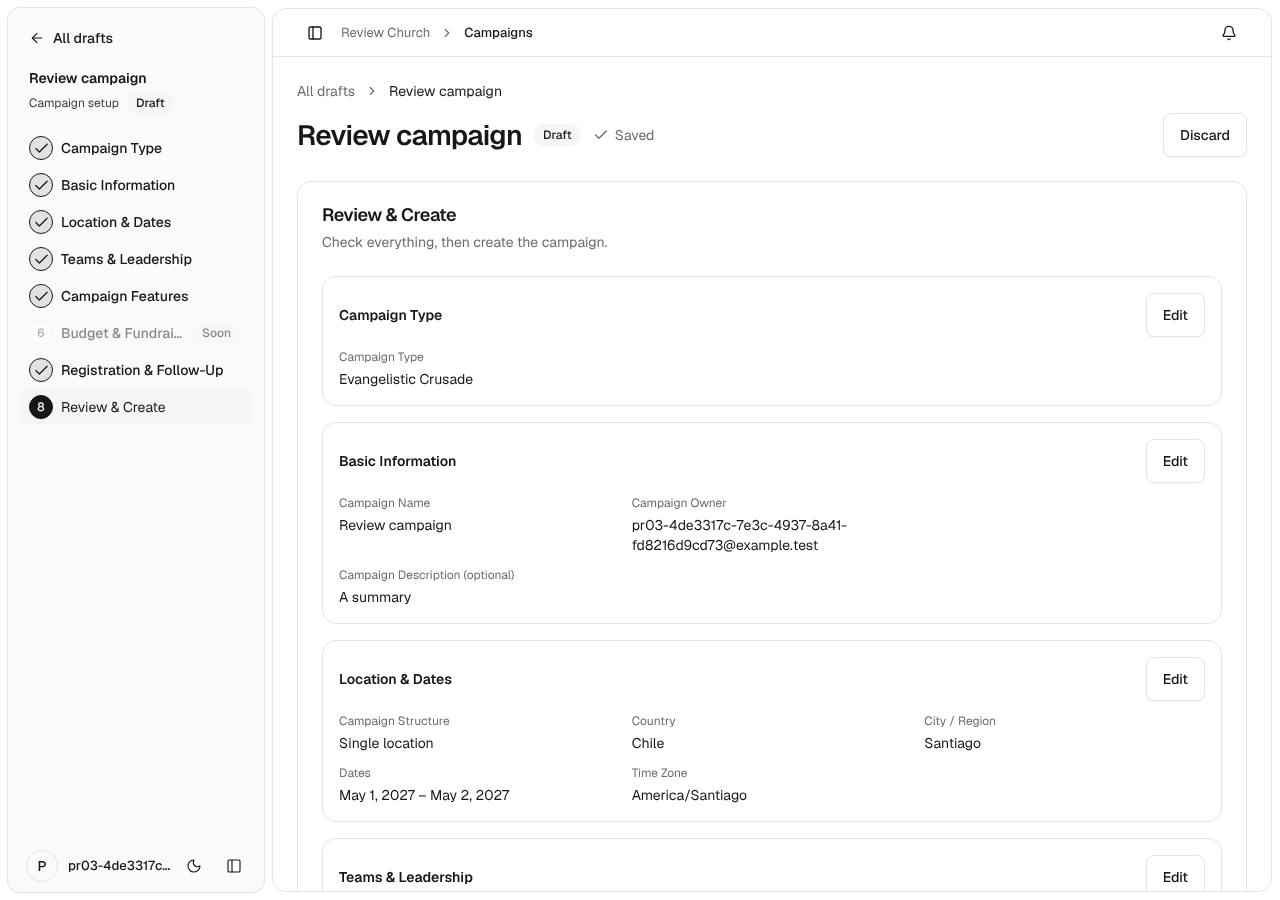 All drafts
Review campaign
Campaign setup Draft
Campaign Type
Basic Information
Location & Dates
Teams & Leadership
Campaign Features
6 Budget & Fundrai... Soon
Registration & Follow-Up
8 Review & Create
P pr03-4de3317c...
Review Church Campaigns
All drafts Review campaign
Review campaign Draft Saved Discard
Review & Create
Check everything, then create the campaign.
Campaign Type Edit
Campaign Type
Evangelistic Crusade
Basic Information Edit
Campaign Name Campaign Owner
Review campaign pr03-4de3317c-7e3c-4937-8a41-
fd8216d9cd73@example.test
Campaign Description (optional)
A summary
Location & Dates Edit
Campaign Structure Country City / Region
Single location Chile Santiago
Dates Time Zone
May 1, 2027 – May 2, 2027 America/Santiago
Teams & Leadership Edit